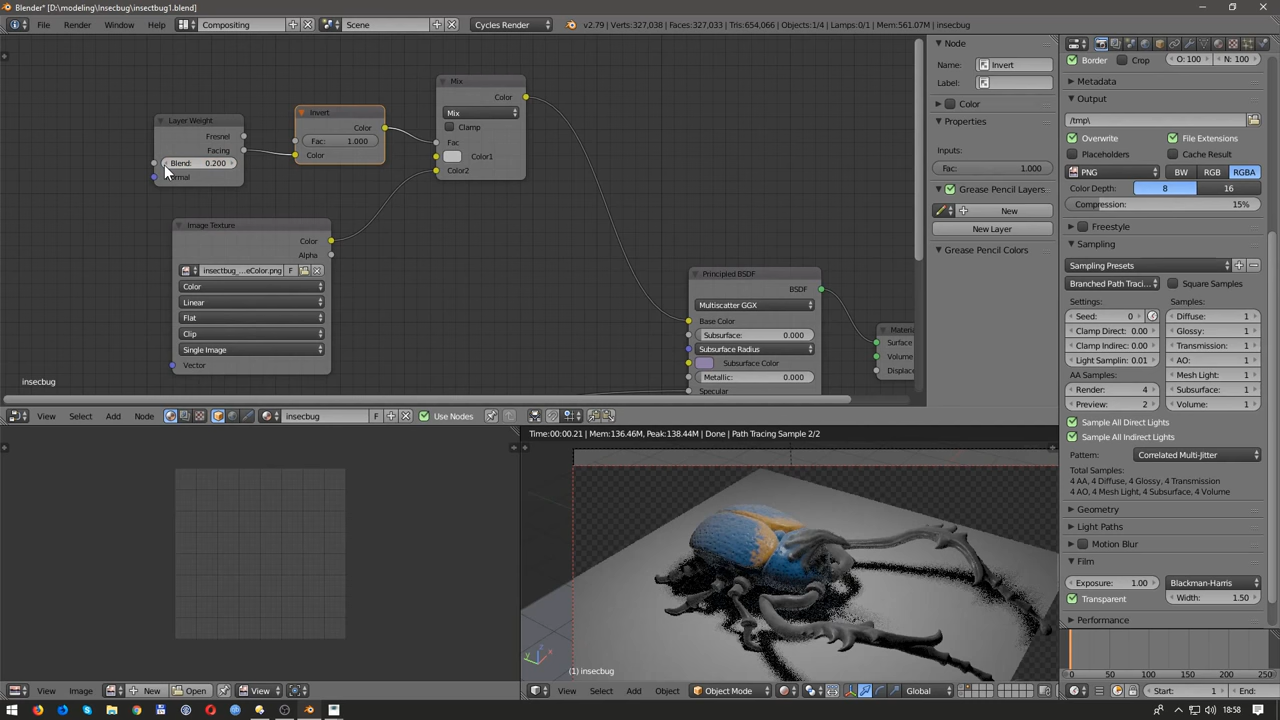 Blender* [D:\modeling\Insecbug\insectbug1.blend]
File Render Window Help Compositing Scene Cycles Render v2.79 | Verts:327,038 | Faces:327,033 | Tris:654,066 | Objects:1/4 | Lamps:0/1 | Mem:561.07M | insecbug
Layer Weight
Fresnel
Facing
Blend: 0.200
Normal
Invert
Color
Fac: 1.000
Color
Mix
Color
Mix
Clamp
Fac
Color1
Color2
Image Texture
Color
Alpha
insectbug_...eColor.png F
Color
Linear
Flat
Clip
Single Image
Vector
Principled BSDF
BSDF
Multiscatter GGX
Base Color
Subsurface: 0.000
Subsurface Radius
Subsurface Color
Metallic: 0.000
Specular
Surface
Volume
insecbug
Node
Name: Invert
Label:
Color
Properties
Inputs:
Fac: 1.000
Grease Pencil Layers
New
New Layer
Grease Pencil Colors
Border Crop O: 100 N: 100
Metadata
Output
/tmp\
Overwrite File Extensions
Placeholders Cache Result
PNG BW RGB RGBA
Color Depth: 8 16
Compression: 15%
Freestyle
Sampling
Sampling Presets
Branched Path Traci... Square Samples
Settings: Samples:
Seed: 0 Diffuse: 1
Clamp Direct: 0.00 Glossy: 1
Clamp Indirec: 0.00 Transmission: 1
Light Samplin: 0.01 AO: 1
AA Samples: Mesh Light: 1
Render: 4 Subsurface: 1
Preview: 2 Volume: 1
Sample All Direct Lights
Sample All Indirect Lights
Pattern: Correlated Multi-Jitter
Total Samples:
4 AA, 4 Diffuse, 4 Glossy, 4 Transmission
4 AO, 4 Mesh Light, 4 Subsurface, 4 Volume
Geometry
Light Paths
Motion Blur
Film
Exposure: 1.00 Blackman-Harris
Transparent Width: 1.50
Performance
View Select Add Node insecbug F Use Nodes
Time:00:00.21 | Mem:136.46M, Peak:138.44M | Done | Path Tracing Sample 2/2
(1) insecbug
View Image New Open View
View Select Add Object Object Mode Global
0 50 100 150 200 250
Start: 1 End:
18:58